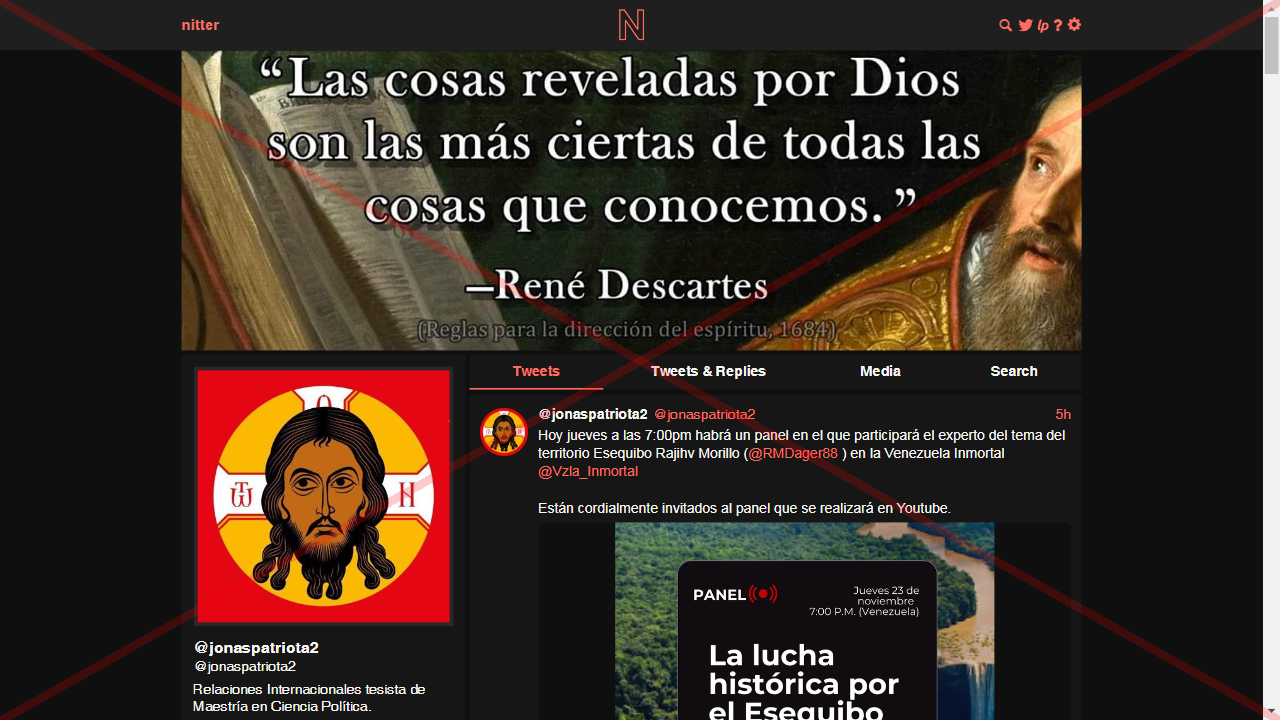 nitter
“Las cosas reveladas por Dios
son las más ciertas de todas las
cosas que conocemos.”
—René Descartes
(Reglas para la dirección del espíritu, 1684)
Tweets
Tweets & Replies
Media
Search
@jonaspatriota2 @jonaspatriota2 5h
Hoy jueves a las 7:00pm habrá un panel en el que participará el experto del tema del
territorio Esequibo Rajihv Morillo (@RMDager88 ) en la Venezuela Inmortal
@Vzla_Inmortal
Están cordialmente invitados al panel que se realizará en Youtube.
PANEL
Jueves 23 de
noviembre
7:00 P.M. (Venezuela)
La lucha
histórica por
el Esequibo
@jonaspatriota2
@jonaspatriota2
Relaciones Internacionales tesista de
Maestría en Ciencia Política.